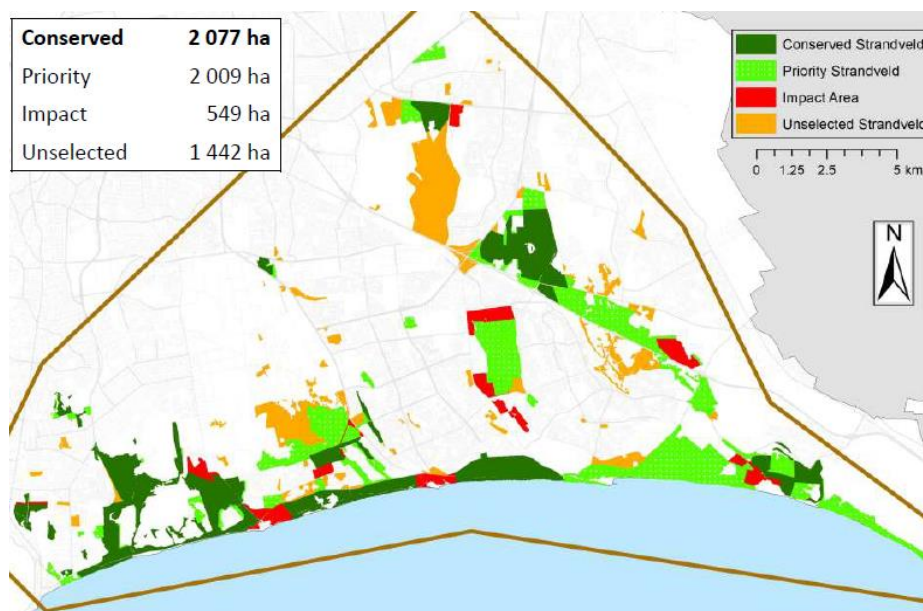 Conserved 2 077 ha
Priority 2 009 ha
Impact 549 ha
Unselected 1 442 ha
Conserved Strandveld
Priority Strandveld
Impact Area
Unselected Strandveld
0 1.25 2.5 5 km
N